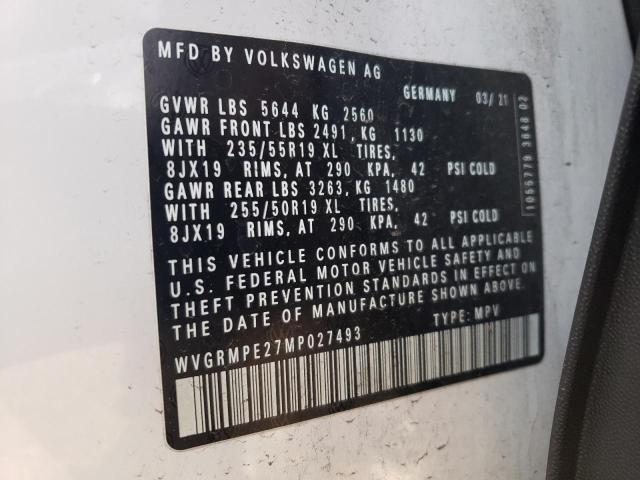 MFD BY VOLKSWAGEN AG
GERMANY 03/21
GVWR LBS 5644 KG 2560
GAWR FRONT LBS 2491, KG 1130
WITH 235/55R19 XL TIRES,
8JX19 RIMS, AT 290 KPA, 42 PSI COLD
GAWR REAR LBS 3263, KG 1480
WITH 255/50R19 XL TIRES,
8JX19 RIMS, AT 290 KPA, 42 PSI COLD
THIS VEHICLE CONFORMS TO ALL APPLICABLE
U.S. FEDERAL MOTOR VEHICLE SAFETY AND
THEFT PREVENTION STANDARDS IN EFFECT ON
THE DATE OF MANUFACTURE SHOWN ABOVE.
TYPE: MPV
WVGRMPE27MP027493
1055779 3648 02